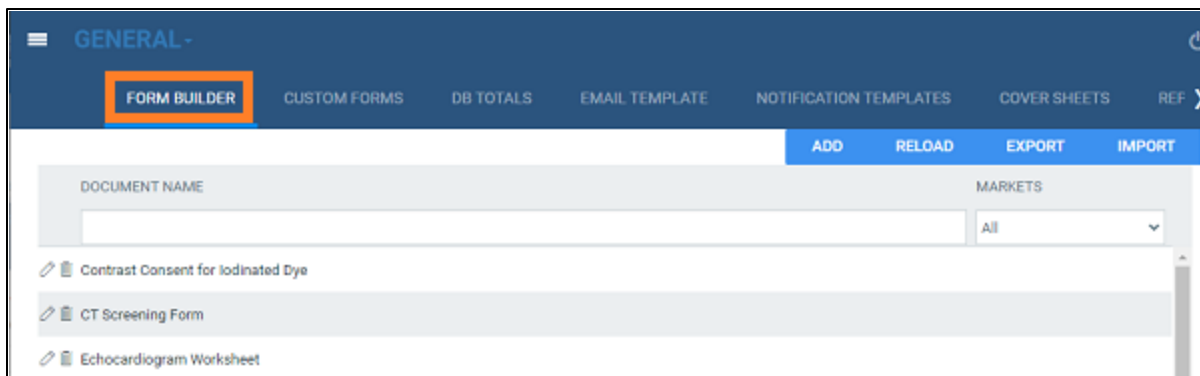 GENERAL-
FORM BUILDER CUSTOM FORMS DB TOTALS EMAIL TEMPLATE NOTIFICATION TEMPLATES COVER SHEETS REF
ADD RELOAD EXPORT IMPORT
DOCUMENT NAME MARKETS
All
Contrast Consent for Iodinated Dye
CT Screening Form
Echocardiogram Worksheet